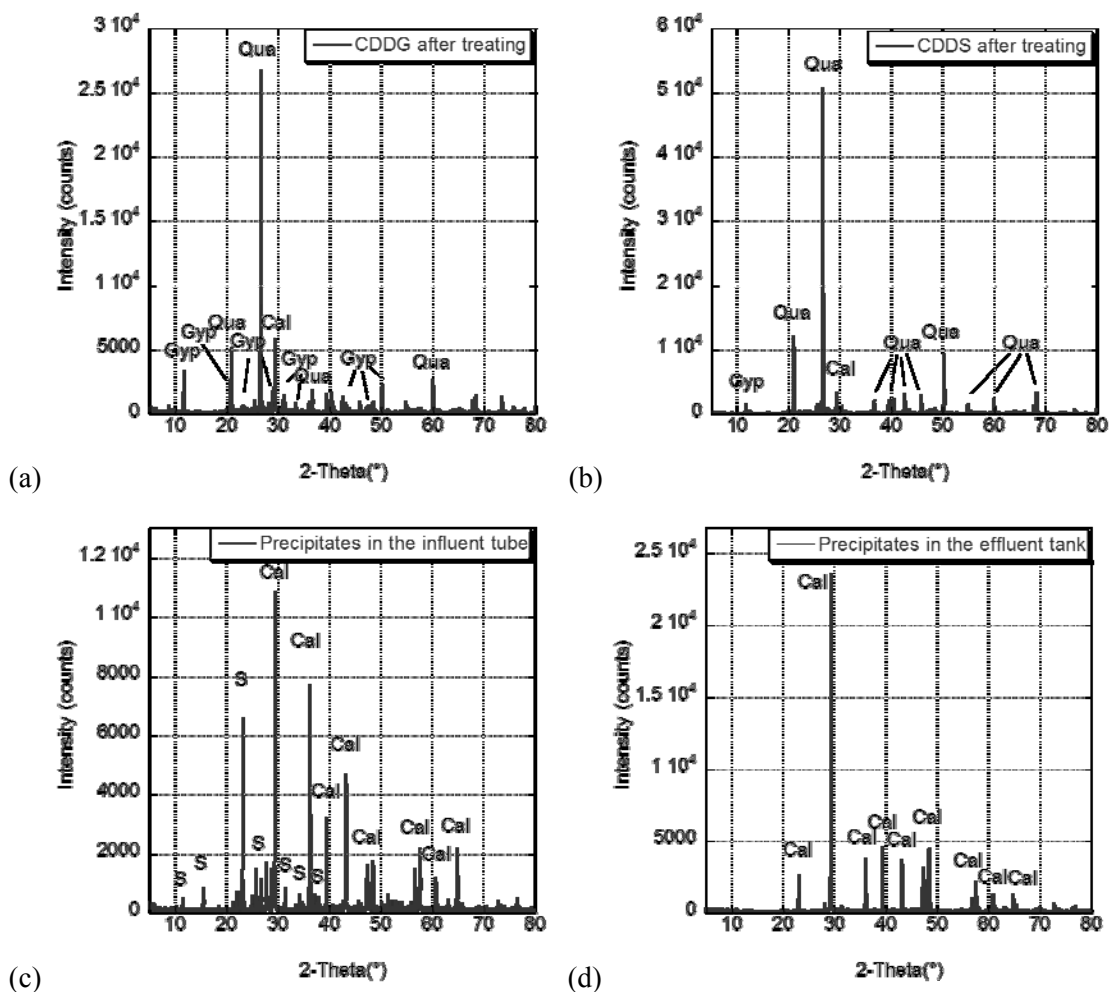 3 10⁴
2.5 10⁴
2 10⁴
1.5 10⁴
1 10⁴
5000
0
Intensity (counts)
CDDG after treating
Qua
Gyp
Gyp
Qua
Gyp
Cal
Gyp
Qua
Gyp
Qua
10 20 30 40 50 60 70 80
2-Theta(°)
(a)
6 10⁴
5 10⁴
4 10⁴
3 10⁴
2 10⁴
1 10⁴
0
Intensity (counts)
CDDS after treating
Qua
Qua
Gyp
Cal
Qua
Qua
Qua
10 20 30 40 50 60 70 80
2-Theta(°)
(b)
1.2 10⁴
1 10⁴
8000
6000
4000
2000
0
Intensity (counts)
Precipitates in the influent tube
Cal
Cal
S
Cal
Cal
S
S
S
S
S
S
Cal
Cal
Cal
Cal
10 20 30 40 50 60 70 80
2-Theta(°)
(c)
2.5 10⁴
2 10⁴
1.5 10⁴
1 10⁴
5000
0
Intensity (counts)
Precipitates in the effluent tank
Cal
Cal
Cal
Cal
Cal
Cal
Cal
Cal
Cal
10 20 30 40 50 60 70 80
2-Theta(°)
(d)